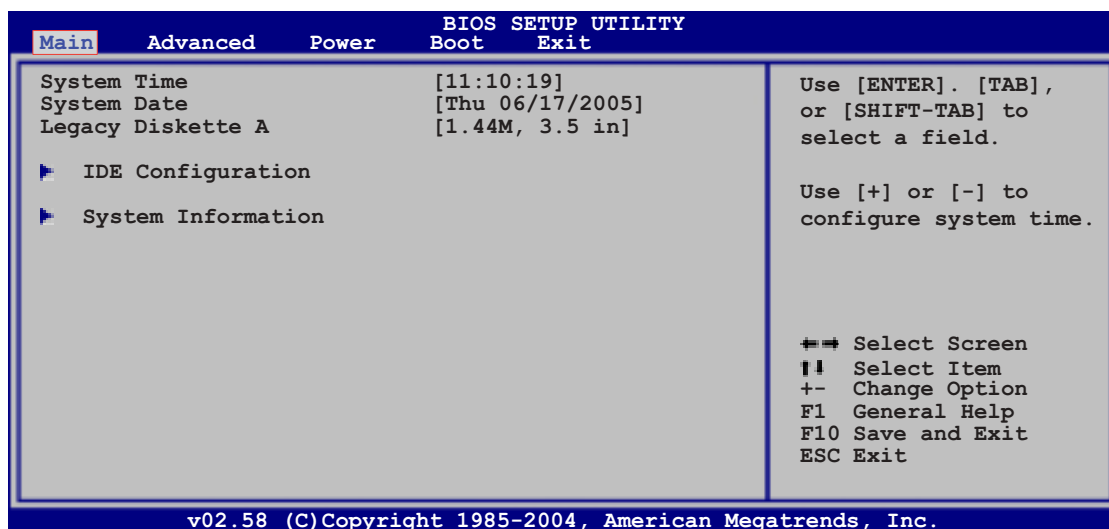 BIOS SETUP UTILITY
Main Advanced Power Boot Exit
System Time [11:10:19]
System Date [Thu 06/17/2005]
Legacy Diskette A [1.44M, 3.5 in]
IDE Configuration
System Information
Use [ENTER]. [TAB],
or [SHIFT-TAB] to
select a field.
Use [+] or [-] to
configure system time.
Select Screen
Select Item
+- Change Option
F1 General Help
F10 Save and Exit
ESC Exit
v02.58 (C)Copyright 1985-2004, American Megatrends, Inc.